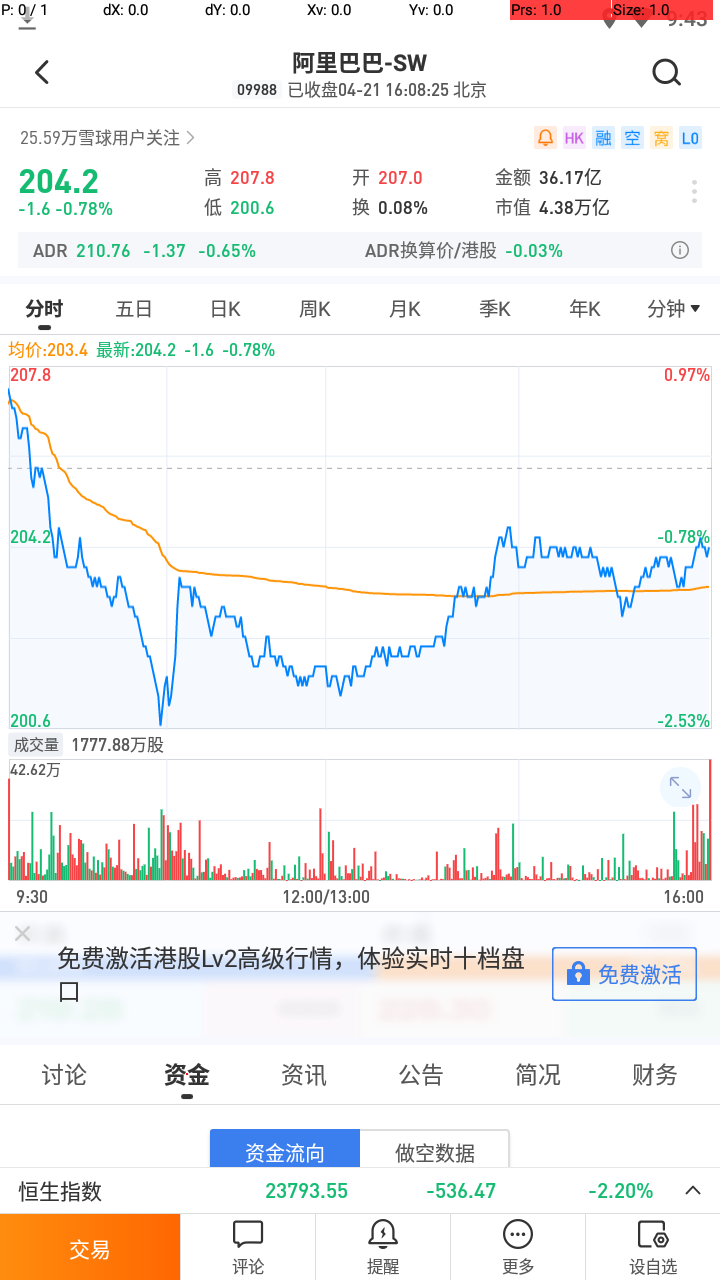 P: 0 / 1 dX: 0.0 dY: 0.0 Xv: 0.0 Yv: 0.0 Prs: 1.0 Size: 1.0
9:43
阿里巴巴-SW
09988 已收盘04-21 16:08:25 北京
25.59万雪球用户关注 HK 融 空 窝 L0
204.2 高 207.8 开 207.0 金额 36.17亿
-1.6 -0.78% 低 200.6 换 0.08% 市值 4.38万亿
ADR 210.76 -1.37 -0.65% ADR换算价/港股 -0.03%
分时 五日 日K 周K 月K 季K 年K 分钟
均价:203.4 最新:204.2 -1.6 -0.78%
207.8 0.97%
204.2 -0.78%
200.6 -2.53%
成交量 1777.88万股
42.62万
9:30 12:00/13:00 16:00
免费激活港股Lv2高级行情，体验实时十档盘
口
免费激活
讨论 资金 资讯 公告 简况 财务
资金流向 做空数据
恒生指数 23793.55 -536.47 -2.20%
交易 评论 提醒 更多 设自选